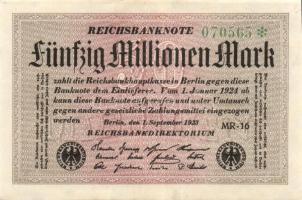 REICHSBANKNOTE
070565*
Fünfzig Millionen Mark
zahlt die Reichsbankhauptkasse in Berlin gegen diese
Banknote dem Einlieferer. Vom 1. Januar 1924 ab
kann diese Banknote aufgerufen und unter Umtausch
gegen andere gesetzliche Zahlungsmittel eingezogen
werden
MR-16
Berlin, den 1. September 1923
REICHSBANKDIREKTORIUM